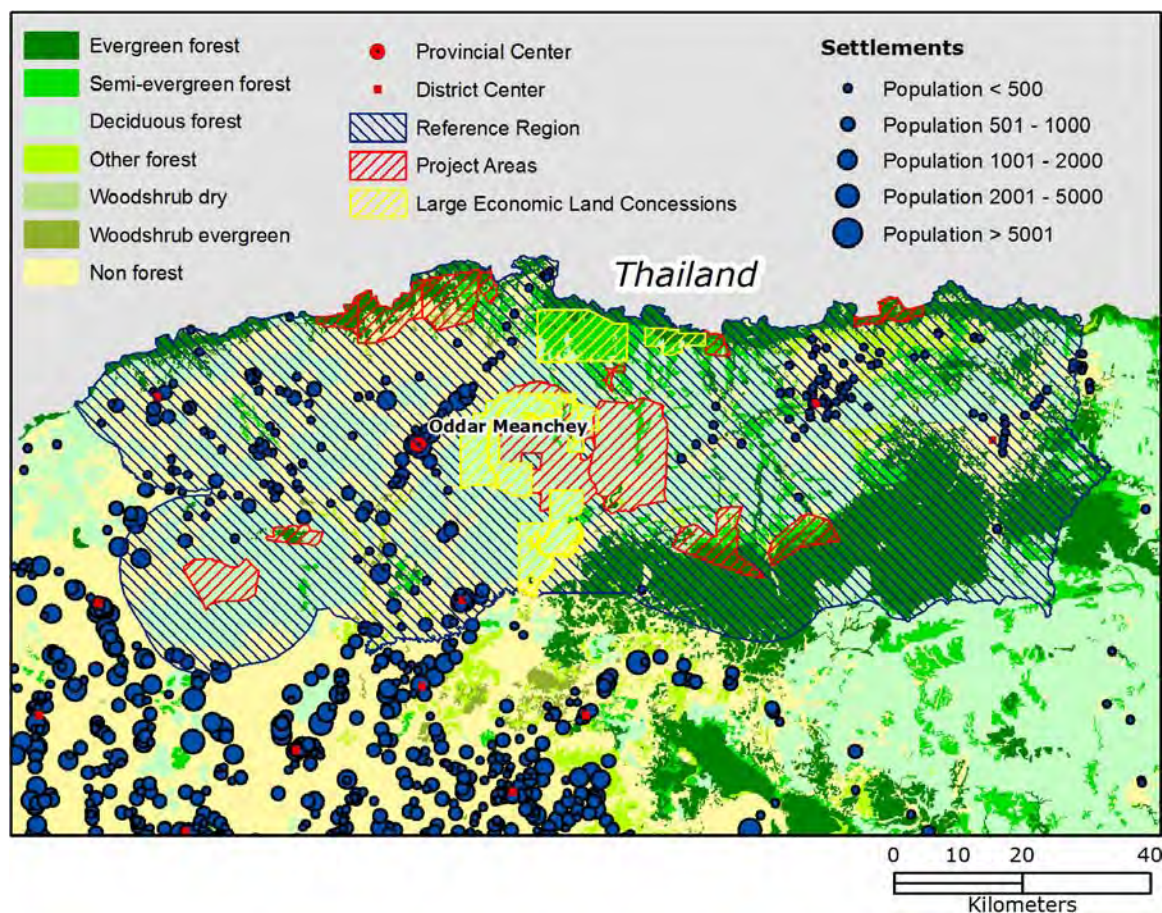 Evergreen forest
Semi-evergreen forest
Deciduous forest
Other forest
Woodshrub dry
Woodshrub evergreen
Non forest
Provincial Center
District Center
Reference Region
Project Areas
Large Economic Land Concessions
Settlements
Population < 500
Population 501 - 1000
Population 1001 - 2000
Population 2001 - 5000
Population > 5001
Thailand
Oddar Meanchey
0 10 20 40
Kilometers